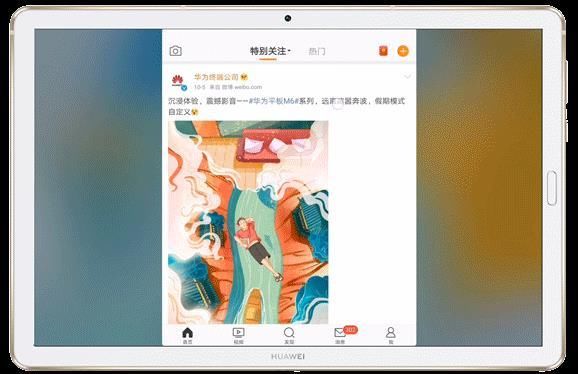 特别关注
热门
HUAWEI
华为终端公司
10-5 来自 微博 weibo.com
沉浸体验，震撼影音——#华为平板M6#系列，远离喧嚣奔波，假期模式
自定义
首页
视频
发现
302
消息
我
HUAWEI